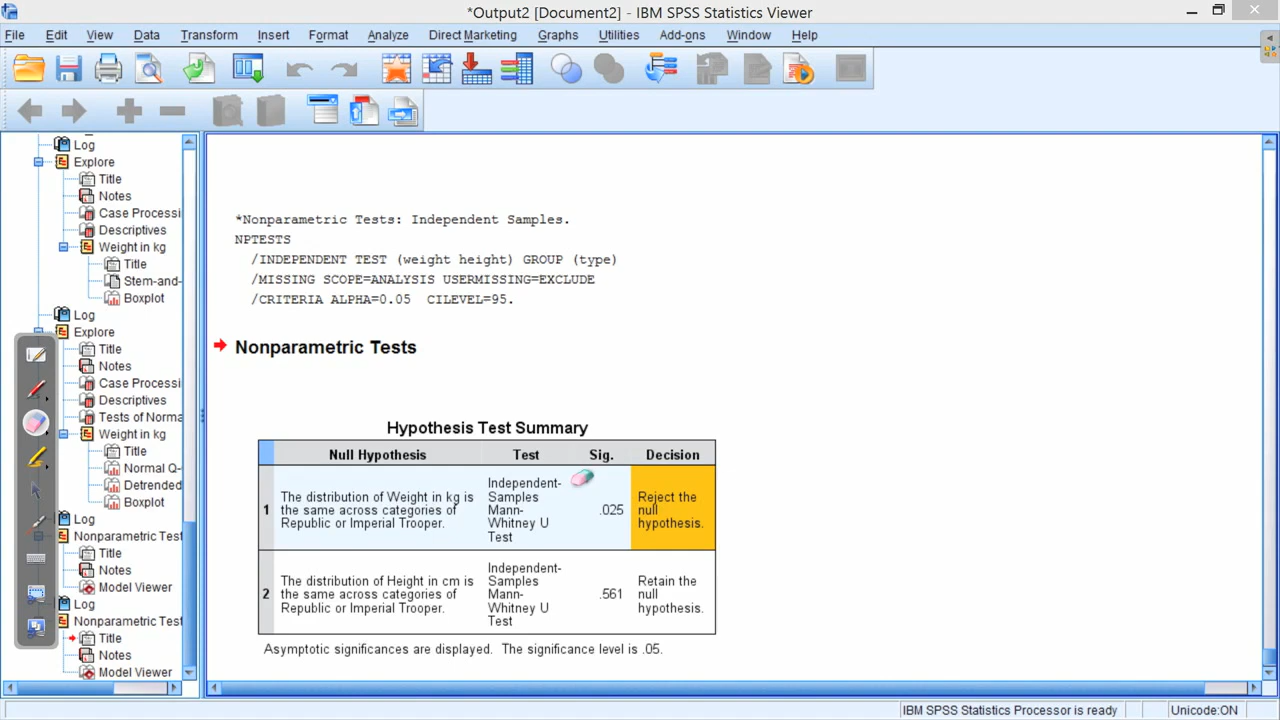 *Output2 [Document2] - IBM SPSS Statistics Viewer
File Edit View Data Transform Insert Format Analyze Direct Marketing Graphs Utilities Add-ons Window Help
Log
Explore
Title
Notes
Case Processi
Descriptives
Weight in kg
Title
Stem-and-
Boxplot
Log
Explore
Title
Notes
Case Processi
Descriptives
Tests of Norma
Weight in kg
Title
Normal Q-
Detrended
Boxplot
Log
Nonparametric Test
Title
Notes
Model Viewer
Log
Nonparametric Test
Title
Notes
Model Viewer
*Nonparametric Tests: Independent Samples.
NPTESTS
/INDEPENDENT TEST (weight height) GROUP (type)
/MISSING SCOPE=ANALYSIS USERMISSING=EXCLUDE
/CRITERIA ALPHA=0.05 CILEVEL=95.
Nonparametric Tests
Hypothesis Test Summary
Null Hypothesis Test Sig. Decision
1
The distribution of Weight in kg is
the same across categories of
Republic or Imperial Trooper.
Independent-
Samples
Mann-
Whitney U
Test
.025
Reject the
null
hypothesis.
2
The distribution of Height in cm is
the same across categories of
Republic or Imperial Trooper.
Independent-
Samples
Mann-
Whitney U
Test
.561
Retain the
null
hypothesis.
Asymptotic significances are displayed. The significance level is .05.
IBM SPSS Statistics Processor is ready Unicode:ON